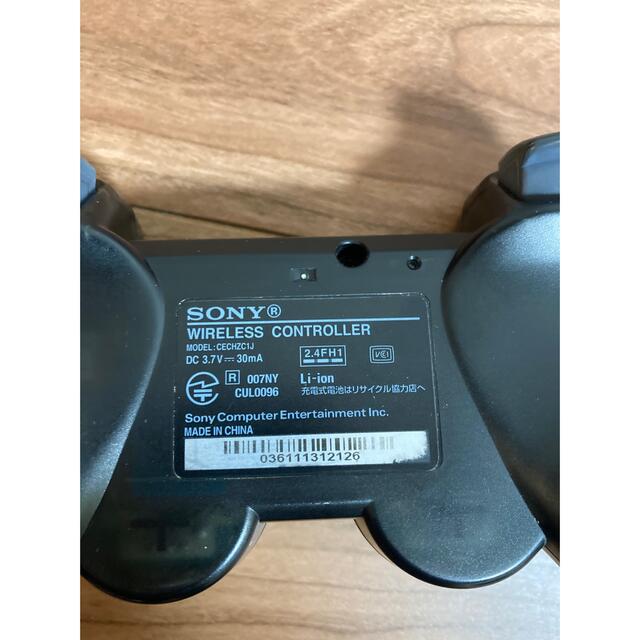 SONY®
WIRELESS CONTROLLER
MODEL: CECHZC1J
DC 3.7V⎓30mA
2.4FH1
VCI
R 007NY
CUL0096
Li-ion
充電式電池はリサイクル協力店へ
Sony Computer Entertainment Inc.
MADE IN CHINA
036111312126